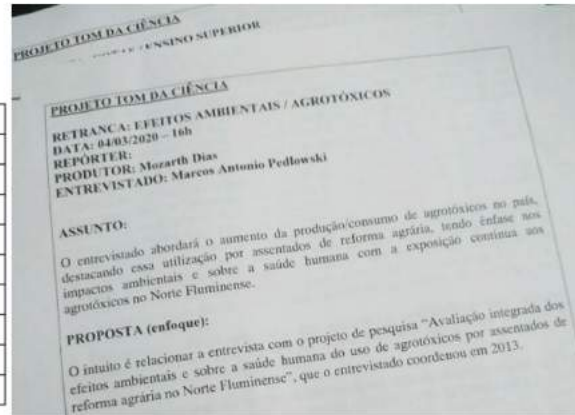 PROJETO TOM DA CIÊNCIA
ENSINO SUPERIOR
PROJETO TOM DA CIÊNCIA
RETRANCA: EFEITOS AMBIENTAIS / AGROTÓXICOS
DATA: 04/03/2020 – 16h
REPÓRTER:
PRODUTOR: Mozarth Dias
ENTREVISTADO: Marcos Antonio Pedlowski
ASSUNTO:
O entrevistado abordará o aumento da produção/consumo de agrotóxicos no país,
destacando essa utilização por assentados de reforma agrária, tendo ênfase nos
impactos ambientais e sobre a saúde humana com a exposição contínua aos
agrotóxicos no Norte Fluminense.
PROPOSTA (enfoque):
O intuito é relacionar a entrevista com o projeto de pesquisa “Avaliação integrada dos
efeitos ambientais e sobre a saúde humana do uso de agrotóxicos por assentados de
reforma agrária no Norte Fluminense”, que o entrevistado coordenou em 2013.